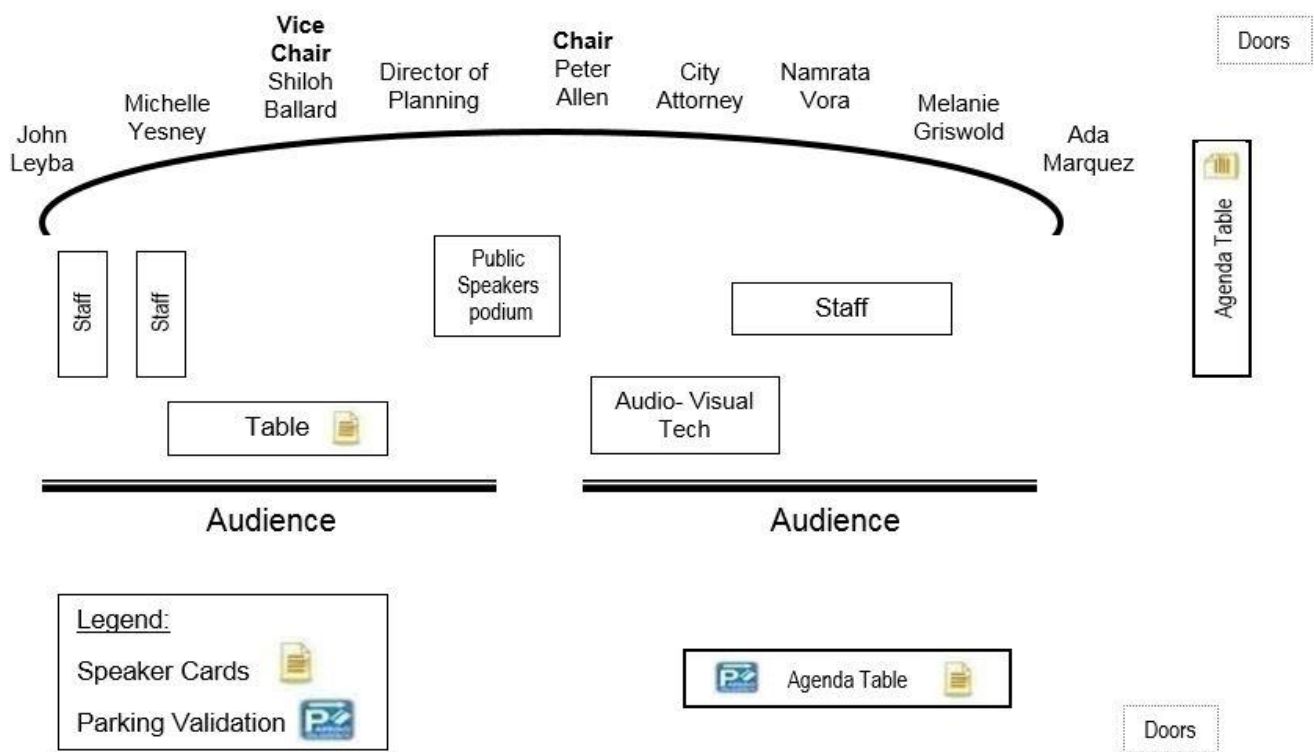 Vice
Chair
Shiloh
Ballard
Director of
Planning
Chair
Peter
Allen
City
Attorney
Namrata
Vora
Doors
Michelle
Yesney
Melanie
Griswold
John
Leyba
Ada
Marquez
Agenda Table
Staff
Staff
Public
Speakers
podium
Staff
Table
Audio- Visual
Tech
Audience
Audience
Legend:
Speaker Cards
Parking Validation
P
P
Agenda Table
Doors